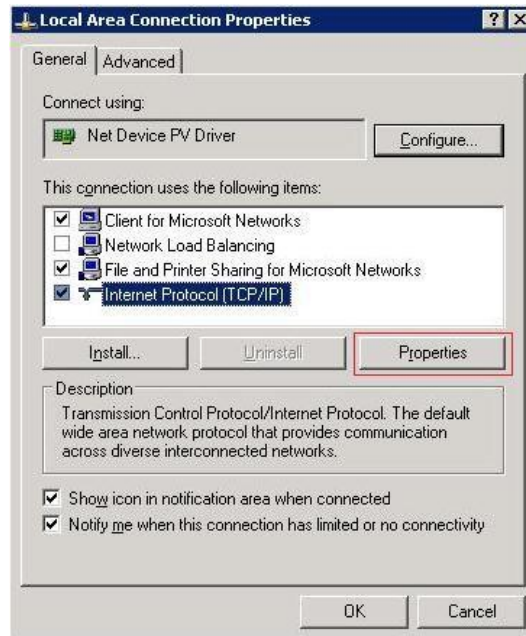 Local Area Connection Properties
General Advanced
Connect using:
Net Device PV Driver Configure...
This connection uses the following items:
Client for Microsoft Networks
Network Load Balancing
File and Printer Sharing for Microsoft Networks
Internet Protocol (TCP/IP)
Install... Uninstall Properties
Description
Transmission Control Protocol/Internet Protocol. The default
wide area network protocol that provides communication
across diverse interconnected networks.
Show icon in notification area when connected
Notify me when this connection has limited or no connectivity
OK Cancel